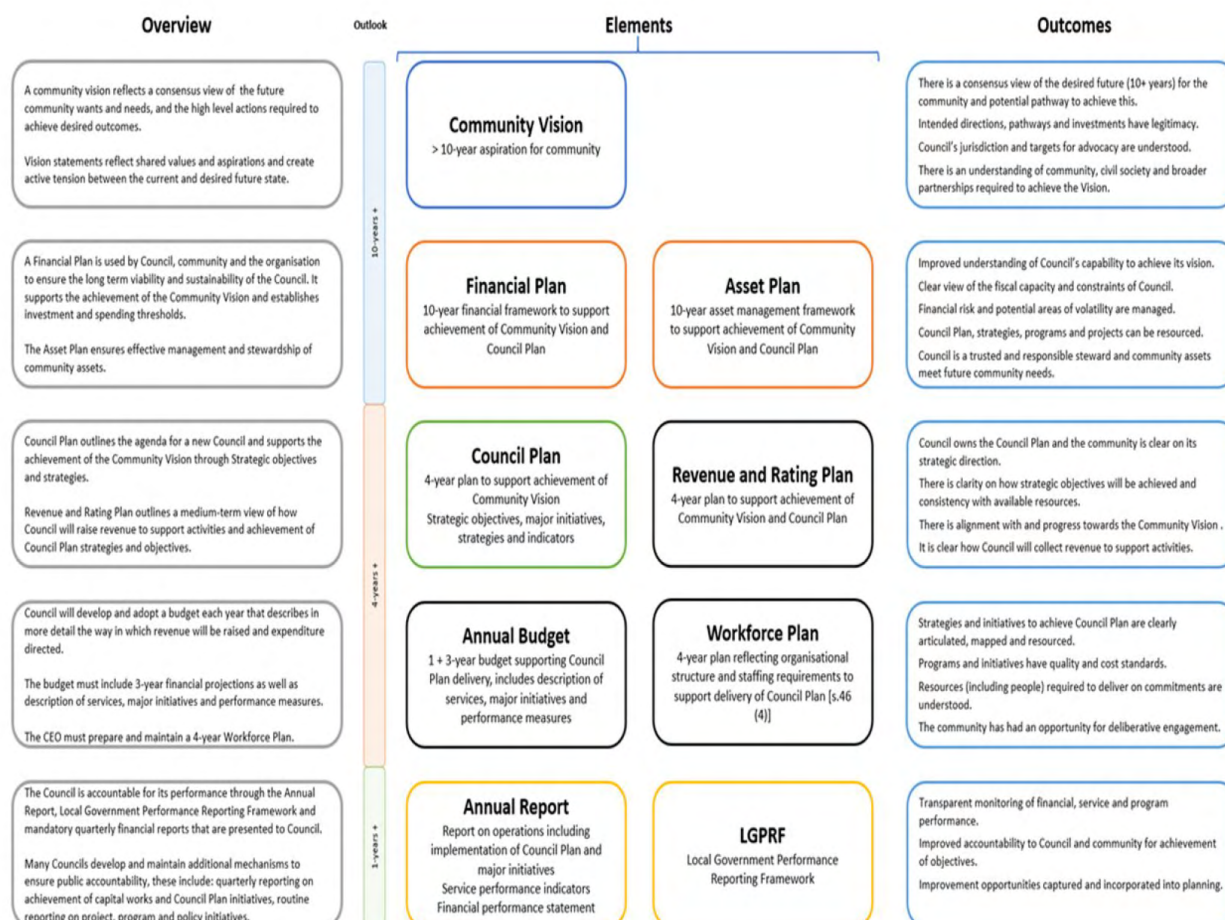 Overview
Outlook
Elements
Outcomes
A community vision reflects a consensus view of the future
community wants and needs, and the high level actions required to
achieve desired outcomes.
Vision statements reflect shared values and aspirations and create
active tension between the current and desired future state.
10-years +
Community Vision
> 10-year aspiration for community
There is a consensus view of the desired future (10+ years) for the
community and potential pathway to achieve this.
Intended directions, pathways and investments have legitimacy.
Council's jurisdiction and targets for advocacy are understood.
There is an understanding of community, civil society and broader
partnerships required to achieve the Vision.
A Financial Plan is used by Council, community and the organisation
to ensure the long term viability and sustainability of the Council. It
supports the achievement of the Community Vision and establishes
investment and spending thresholds.
The Asset Plan ensures effective management and stewardship of
community assets.
Financial Plan
10-year financial framework to support
achievement of Community Vision and
Council Plan
Asset Plan
10-year asset management framework
to support achievement of Community
Vision and Council Plan
Improved understanding of Council's capability to achieve its vision.
Clear view of the fiscal capacity and constraints of Council.
Financial risk and potential areas of volatility are managed.
Council Plan, strategies, programs and projects can be resourced.
Council is a trusted and responsible steward and community assets
meet future community needs.
Council Plan outlines the agenda for a new Council and supports the
achievement of the Community Vision through Strategic objectives
and strategies.
Revenue and Rating Plan outlines a medium-term view of how
Council will raise revenue to support activities and achievement of
Council Plan strategies and objectives.
4-years +
Council Plan
4-year plan to support achievement of
Community Vision
Strategic objectives, major initiatives,
strategies and indicators
Revenue and Rating Plan
4-year plan to support achievement of
Community Vision and Council Plan
Council owns the Council Plan and the community is clear on its
strategic direction.
There is clarity on how strategic objectives will be achieved and
consistency with available resources.
There is alignment with and progress towards the Community Vision .
It is clear how Council will collect revenue to support activities.
Council will develop and adopt a budget each year that describes in
more detail the way in which revenue will be raised and expenditure
directed.
The budget must include 3-year financial projections as well as
description of services, major initiatives and performance measures.
The CEO must prepare and maintain a 4-year Workforce Plan.
Annual Budget
1 + 3-year budget supporting Council
Plan delivery, includes description of
services, major initiatives and
performance measures
Workforce Plan
4-year plan reflecting organisational
structure and staffing requirements to
support delivery of Council Plan [s.46
(4)]
Strategies and initiatives to achieve Council Plan are clearly
articulated, mapped and resourced.
Programs and initiatives have quality and cost standards.
Resources (including people) required to deliver on commitments are
understood.
The community has had an opportunity for deliberative engagement.
The Council is accountable for its performance through the Annual
Report, Local Government Performance Reporting Framework and
mandatory quarterly financial reports that are presented to Council.
Many Councils develop and maintain additional mechanisms to
ensure public accountability, these include: quarterly reporting on
achievement of capital works and Council Plan initiatives, routine
reporting on project, program and policy initiatives.
1-years +
Annual Report
Report on operations including
implementation of Council Plan and
major initiatives
Service performance indicators
Financial performance statement
LGPRF
Local Government Performance
Reporting Framework
Transparent monitoring of financial, service and program
performance.
Improved accountability to Council and community for achievement
of objectives.
Improvement opportunities captured and incorporated into planning.